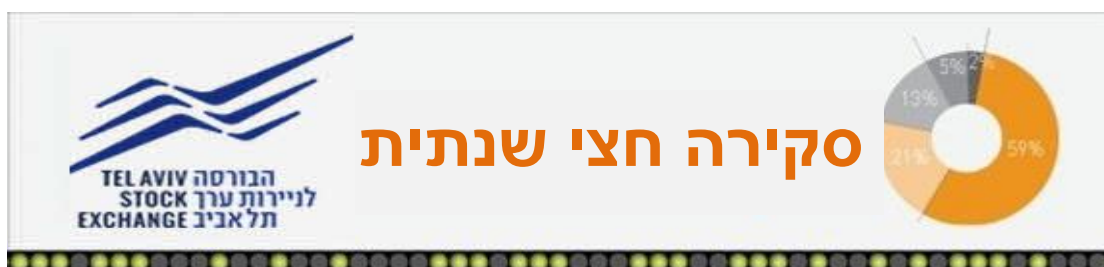 סקירה חצי שנתית
הבורסה TEL AVIV
לניירות ערך STOCK
תל אביב EXCHANGE
5%
2%
13%
21%
59%